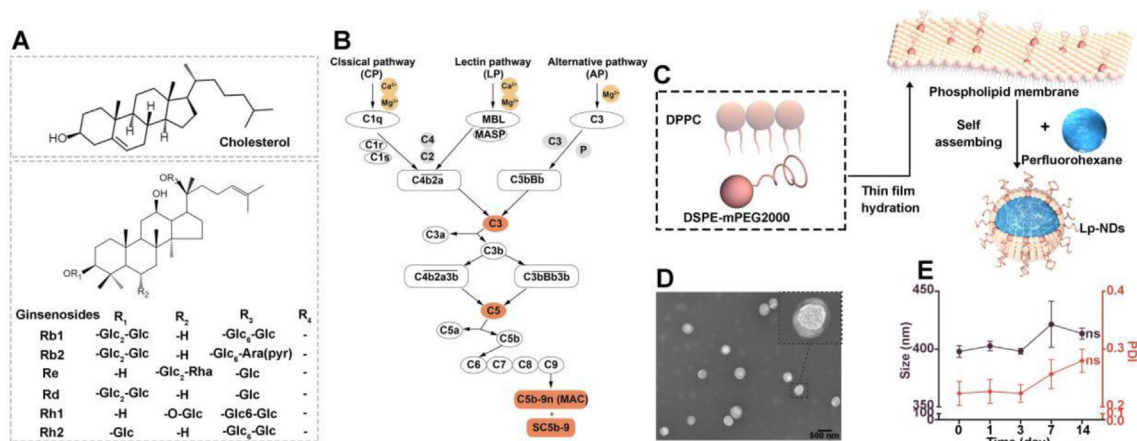 A
HO
H
H
H
Cholesterol
OR₃
OH
OR₁
R₂
Ginsenosides R₁ R₂ R₃ R₄
Rb1 -Glc₂-Glc -H -Glc₆-Glc -
Rb2 -Glc₂-Glc -H -Glc₆-Ara(pyr) -
Re -H -Glc₂-Rha -Glc -
Rd -Glc₂-Glc -H -Glc -
Rh1 -H -O-Glc -Glc6-Glc -
Rh2 -Glc -H -Glc₆-Glc -
B
Clssical pathway Lectin pathway Alternative pathway
(CP) (LP) (AP)
Ca²⁺ Ca²⁺
Mg²⁺ Mg²⁺ Mg²⁺
C1q MBL C3
MASP
C1r C4 C3
C1s C2 P
C4b2a C3bBb
C3
C3a
C3b
C4b2a3b C3bBb3b
C5
C5a
C5b
C6 C7 C8 C9
C5b-9n (MAC)
+
SC5b-9
C
DPPC
DSPE-mPEG2000
Thin film
hydration
Phospholipid membrane
Self
assembing
+
Perfluorohexane
Lp-NDs
D
500 nm
E
450 0.4
400 0.3
350 0.2
100 0.0
Size (nm)
PDI
ns
ns
0 1 3 7 14